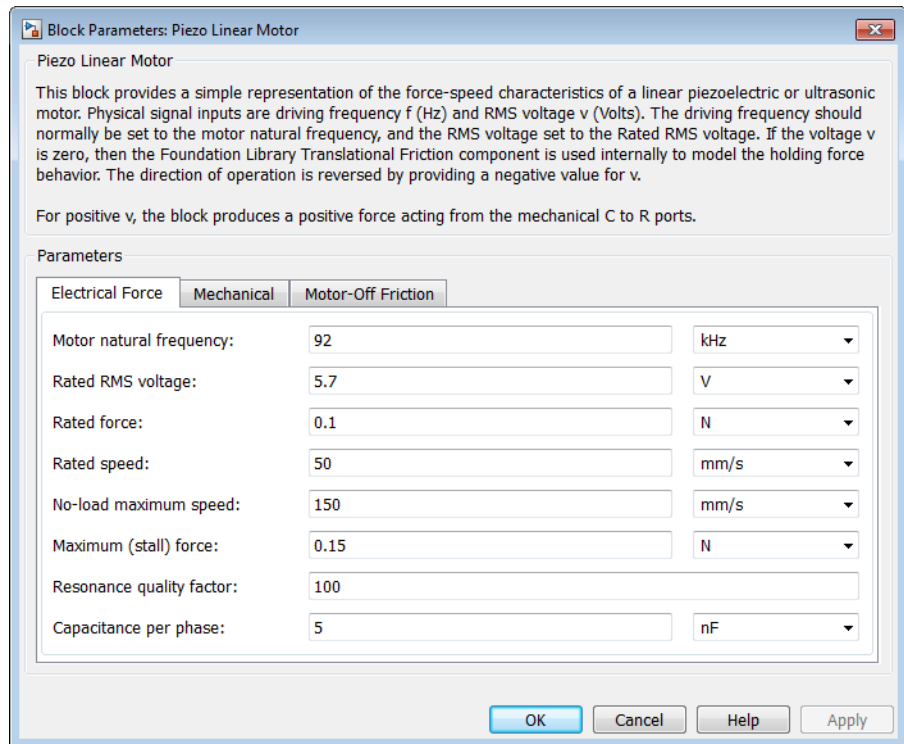 Block Parameters: Piezo Linear Motor
Piezo Linear Motor
This block provides a simple representation of the force-speed characteristics of a linear piezoelectric or ultrasonic
motor. Physical signal inputs are driving frequency f (Hz) and RMS voltage v (Volts). The driving frequency should
normally be set to the motor natural frequency, and the RMS voltage set to the Rated RMS voltage. If the voltage v
is zero, then the Foundation Library Translational Friction component is used internally to model the holding force
behavior. The direction of operation is reversed by providing a negative value for v.
For positive v, the block produces a positive force acting from the mechanical C to R ports.
Parameters
Electrical Force Mechanical Motor-Off Friction
Motor natural frequency: 92 kHz
Rated RMS voltage: 5.7 V
Rated force: 0.1 N
Rated speed: 50 mm/s
No-load maximum speed: 150 mm/s
Maximum (stall) force: 0.15 N
Resonance quality factor: 100
Capacitance per phase: 5 nF
OK Cancel Help Apply